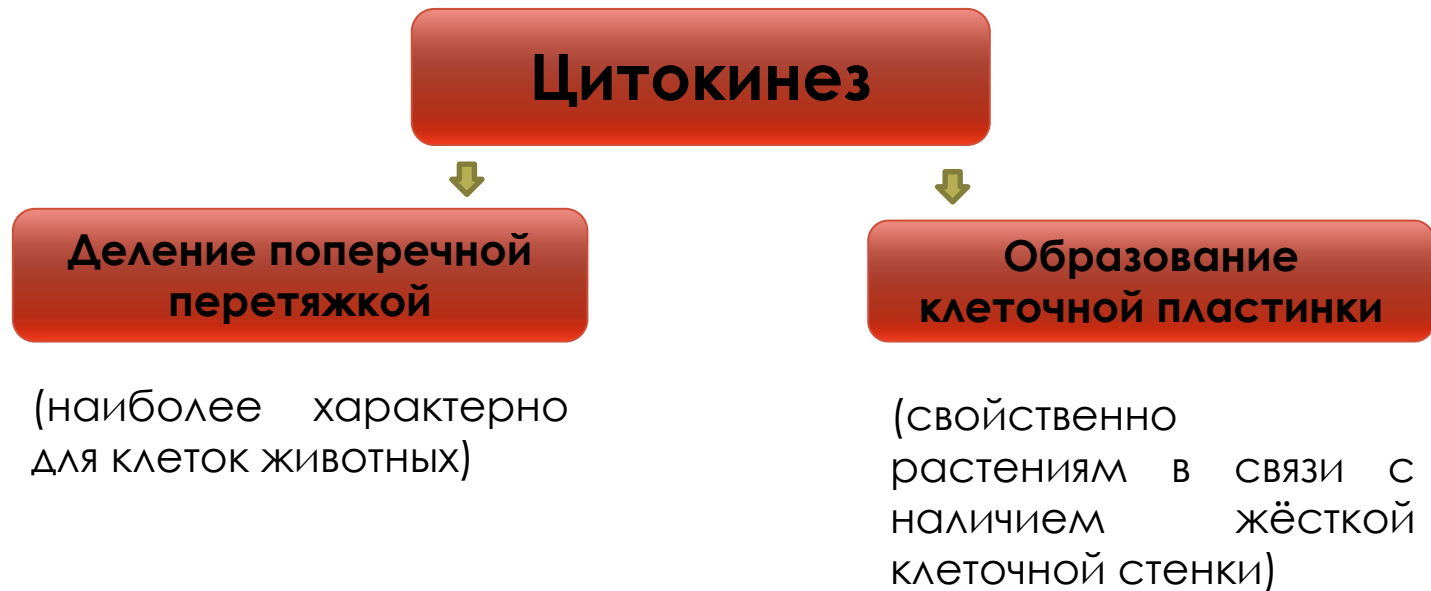 Цитокинез
Деление поперечной
перетяжкой
Образование
клеточной пластинки
(наиболее характерно
для клеток животных)
(свойственно
растениям в связи с
наличием жёсткой
клеточной стенки)